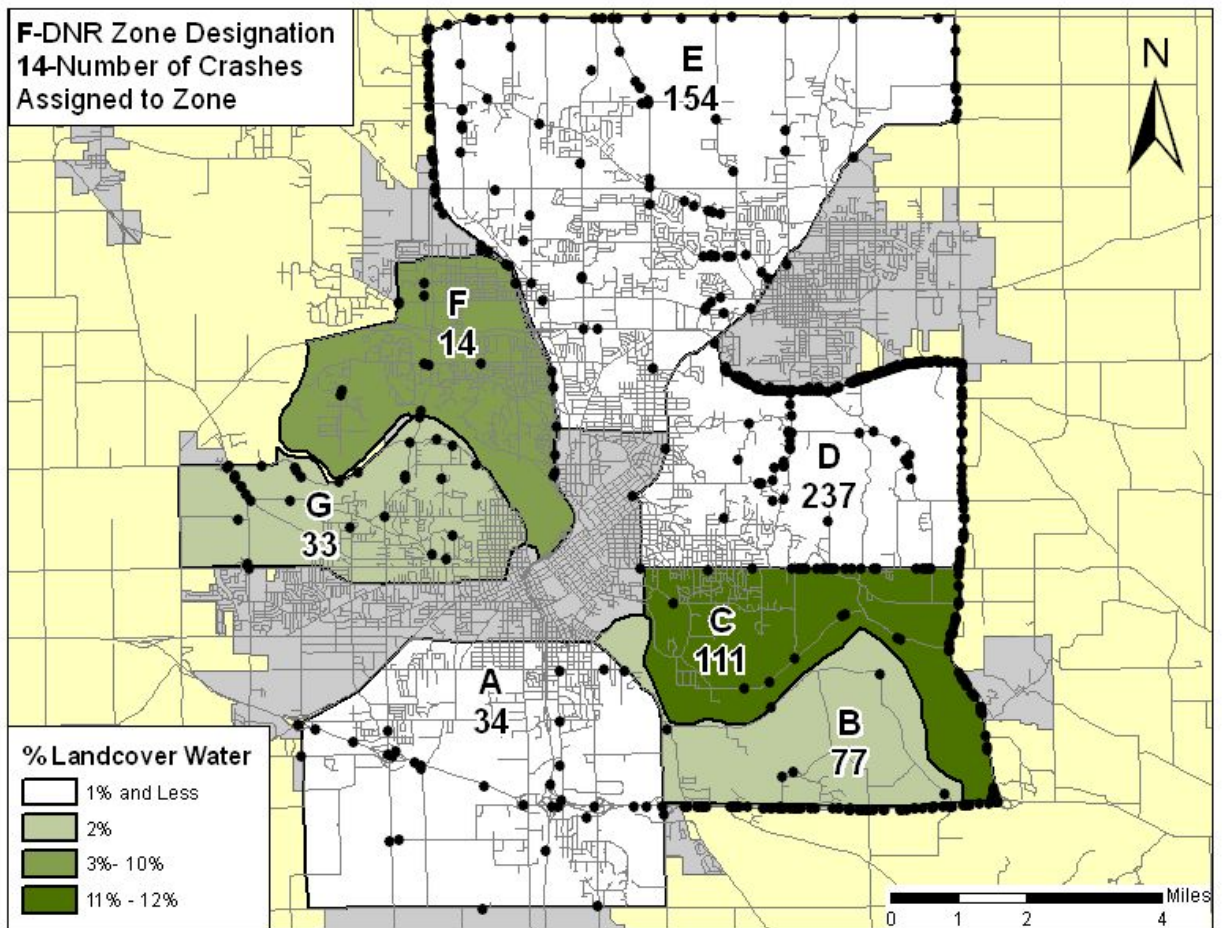 F-DNR Zone Designation
14-Number of Crashes
Assigned to Zone
E
154
N
F
14
D
237
G
33
C
111
A
34
B
77
% Landcover Water
1% and Less
2%
3%- 10%
11% - 12%
Miles
0 1 2 4